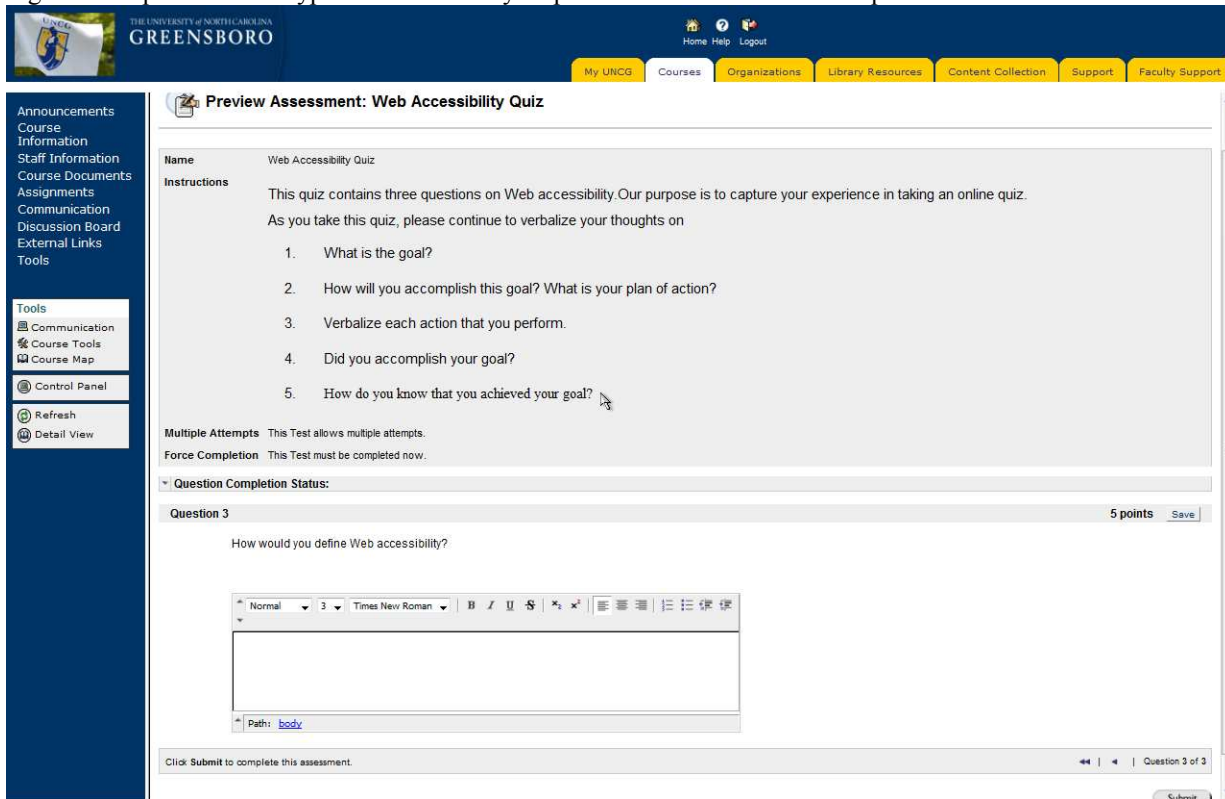 UNCG
THE UNIVERSITY of NORTH CAROLINA
GREENSBORO
Home Help Logout
My UNCG Courses Organizations Library Resources Content Collection Support Faculty Support
Announcements
Course
Information
Staff Information
Course Documents
Assignments
Communication
Discussion Board
External Links
Tools
Tools
Communication
Course Tools
Course Map
Control Panel
Refresh
Detail View
Preview Assessment: Web Accessibility Quiz
Name Web Accessibility Quiz
Instructions
This quiz contains three questions on Web accessibility.Our purpose is to capture your experience in taking an online quiz.
As you take this quiz, please continue to verbalize your thoughts on
1. What is the goal?
2. How will you accomplish this goal? What is your plan of action?
3. Verbalize each action that you perform.
4. Did you accomplish your goal?
5. How do you know that you achieved your goal?
Multiple Attempts This Test allows multiple attempts.
Force Completion This Test must be completed now.
Question Completion Status:
Question 3 5 points Save
How would you define Web accessibility?
Normal 3 Times New Roman B I U S x₂ x²
Path: body
Click Submit to complete this assessment. | | Question 3 of 3
Submit